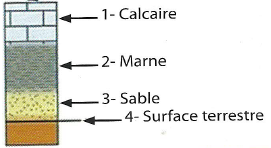 1- Calcaire
2- Marne
3- Sable
4- Surface terrestre